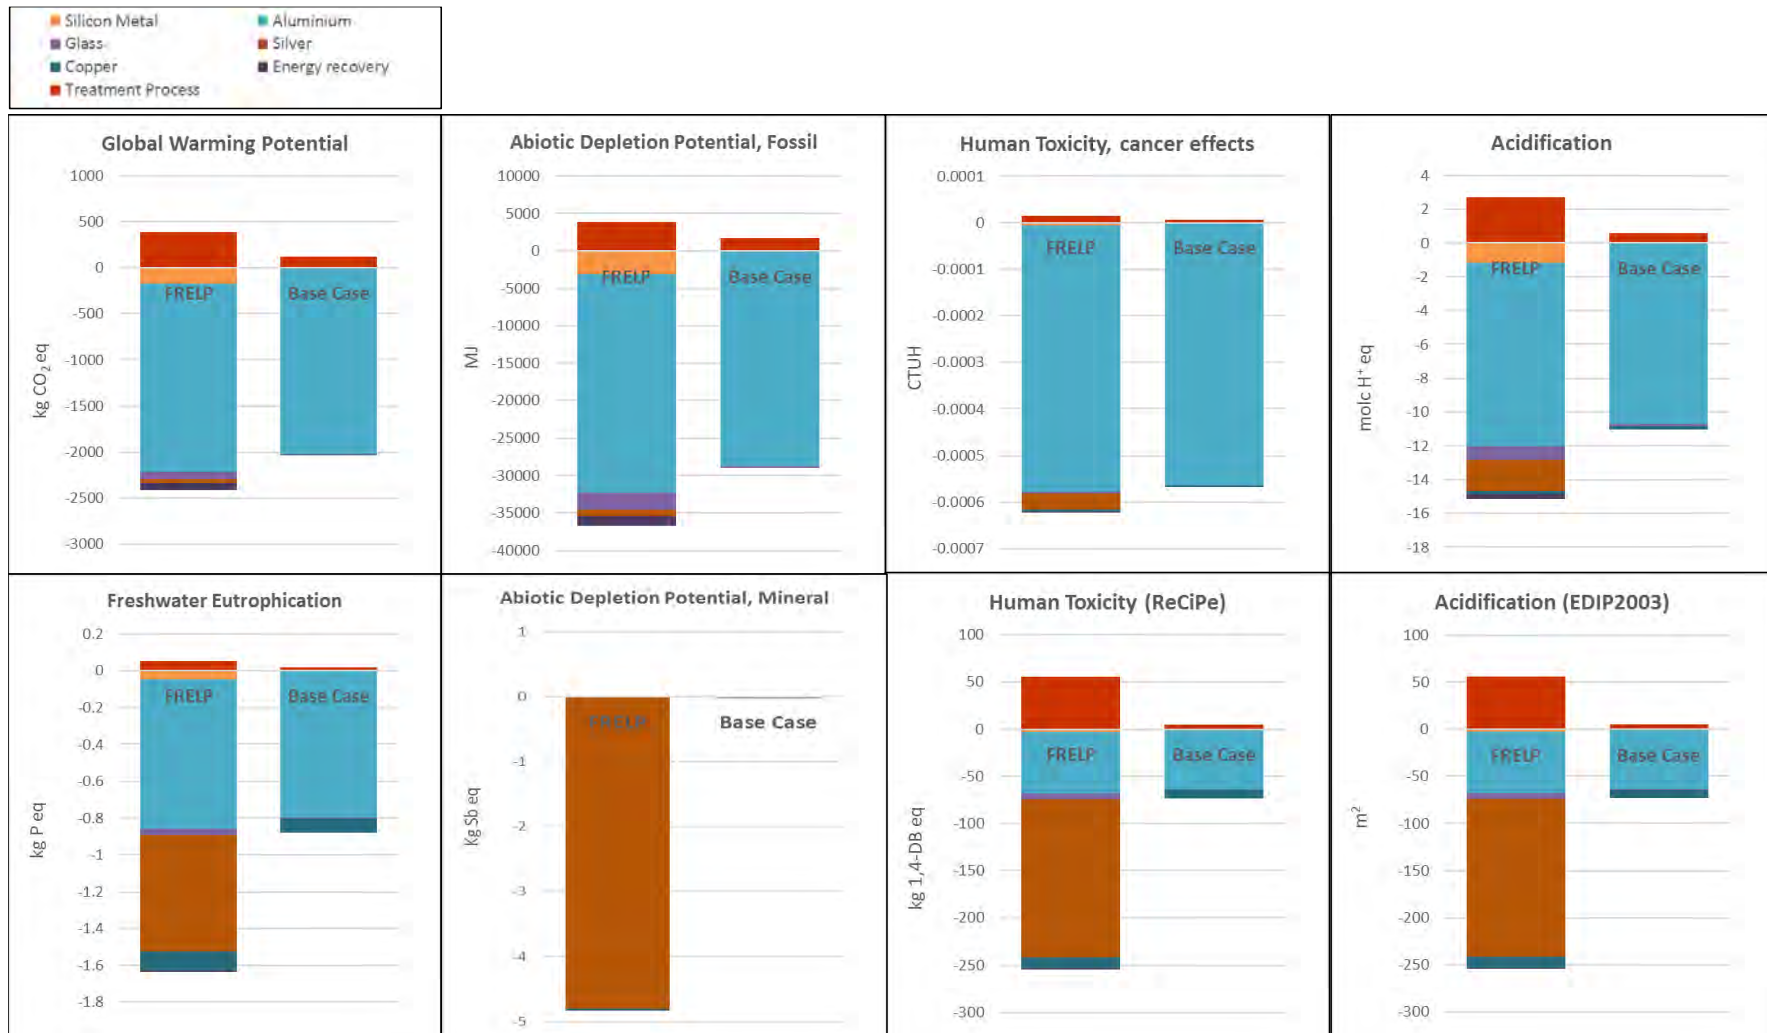 Silicon Metal
Aluminium
Glass
Silver
Copper
Energy recovery
Treatment Process
Global Warming Potential
1000
500
0
-500
-1000
-1500
-2000
-2500
-3000
kg CO₂ eq
FRELP
Base Case
Abiotic Depletion Potential, Fossil
10000
5000
0
-5000
-10000
-15000
-20000
-25000
-30000
-35000
-40000
MJ
FRELP
Base Case
Human Toxicity, cancer effects
0.0001
0
-0.0001
-0.0002
-0.0003
-0.0004
-0.0005
-0.0006
-0.0007
CTUH
FRELP
Base Case
Acidification
4
2
0
-2
-4
-6
-8
-10
-12
-14
-16
-18
molc H⁺ eq
FRELP
Base Case
Freshwater Eutrophication
0.2
0
-0.2
-0.4
-0.6
-0.8
-1
-1.2
-1.4
-1.6
-1.8
kg P eq
FRELP
Base Case
Abiotic Depletion Potential, Mineral
1
0
-1
-2
-3
-4
-5
Kg Sb eq
FRELP
Base Case
Human Toxicity (ReCiPe)
100
50
0
-50
-100
-150
-200
-250
-300
kg 1,4-DB eq
FRELP
Base Case
Acidification (EDIP2003)
100
50
0
-50
-100
-150
-200
-250
-300
m²
FRELP
Base Case